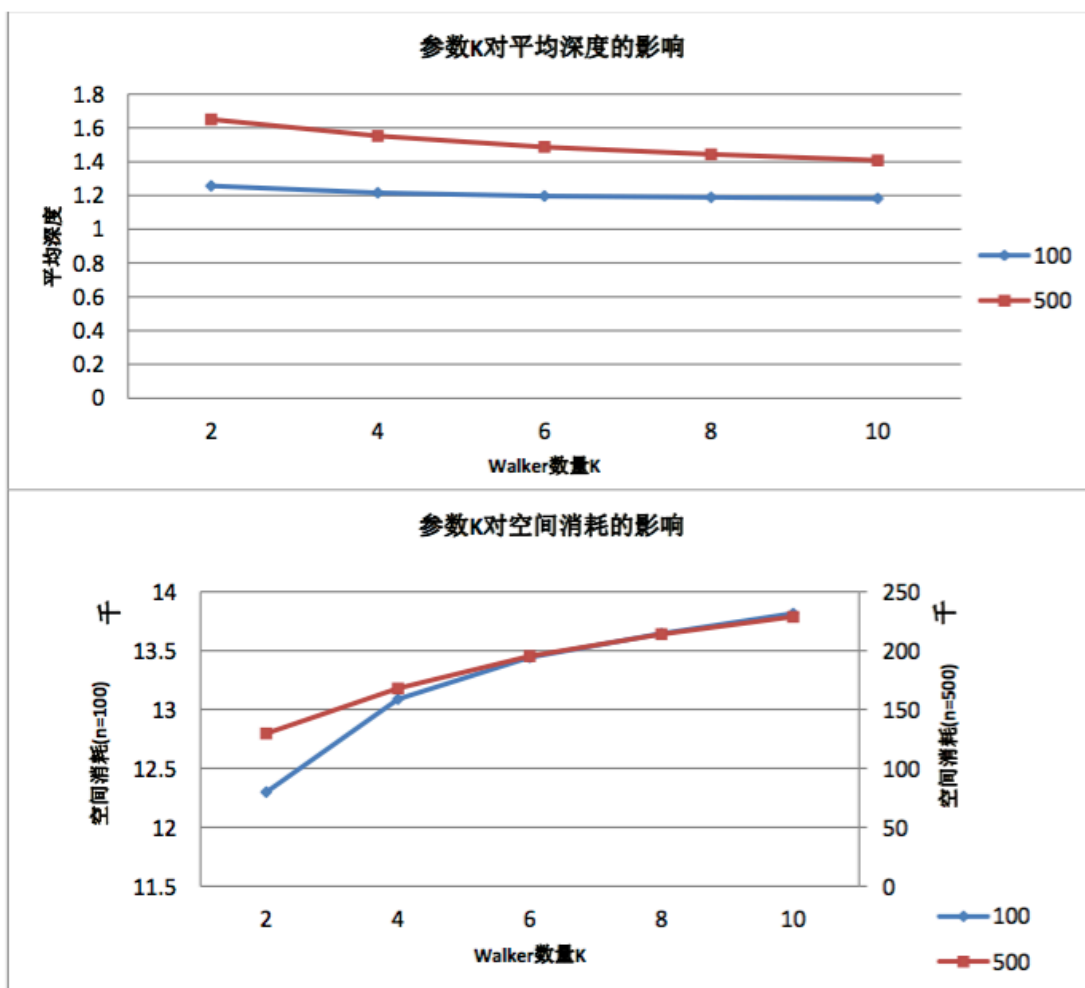 参数K对平均深度的影响
1.8
1.6
1.4
1.2
1
0.8
0.6
0.4
0.2
0
平均深度
2 4 6 8 10
Walker数量K
100
500
参数K对空间消耗的影响
千
14
13.5
13
12.5
12
11.5
空间消耗(n=100)
千
250
200
150
100
50
0
空间消耗(n=500)
2 4 6 8 10
Walker数量K
100
500